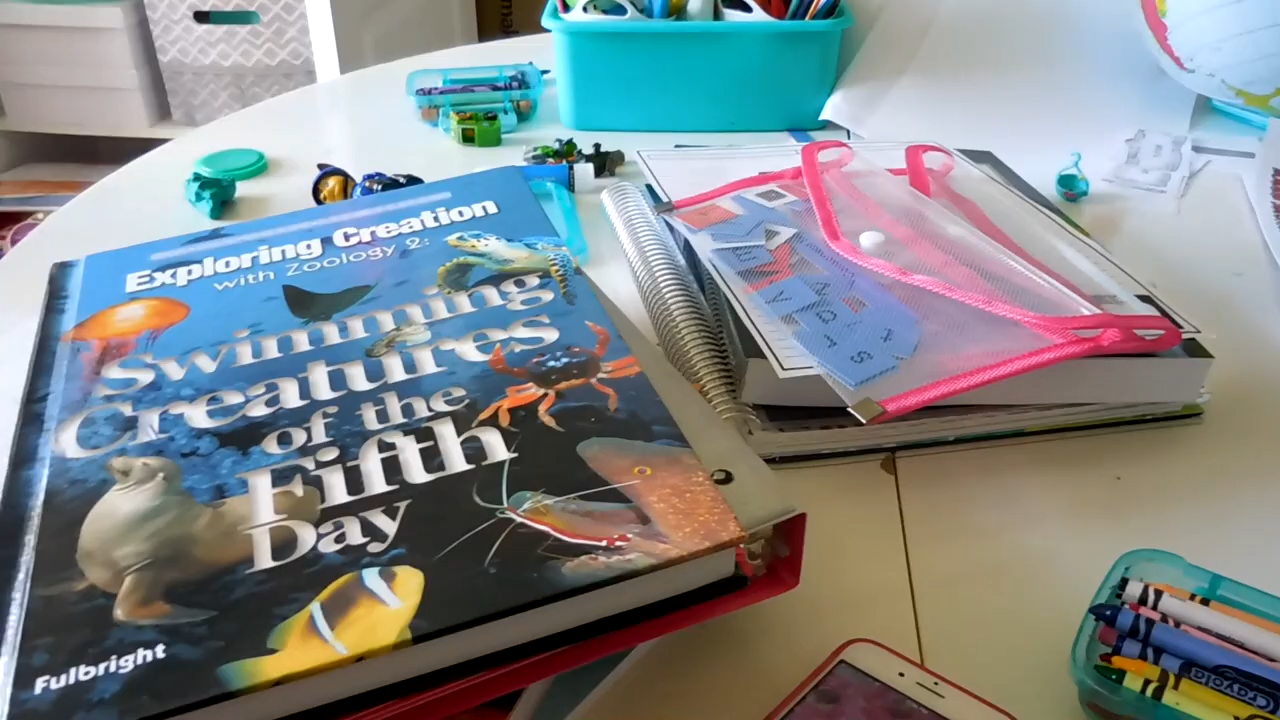 Exploring Creation
with Zoology 2:
Swimming
Creatures
of the
Fifth
Day
Fulbright
Crayola